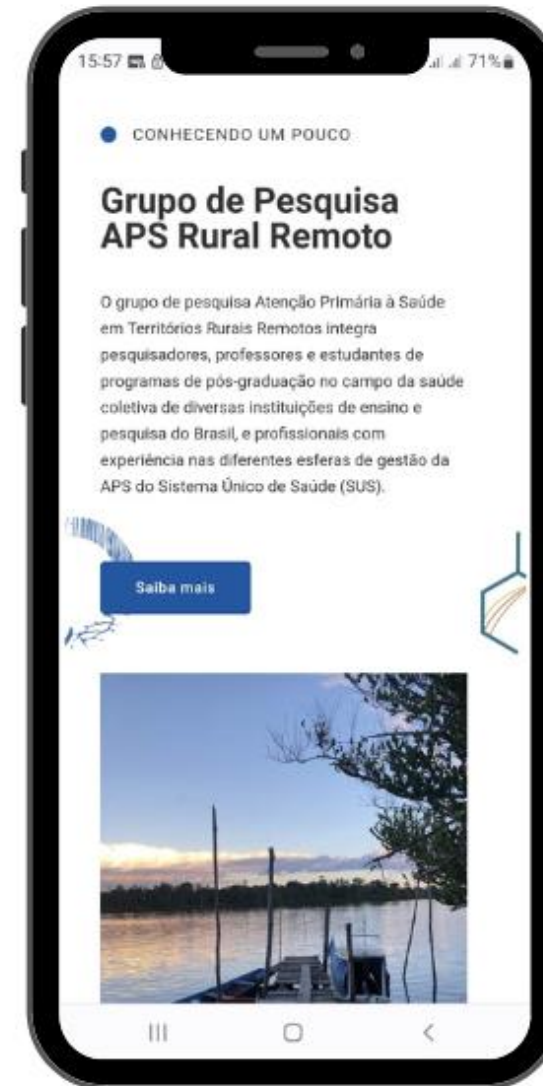 15:57 71%
CONHECENDO UM POUCO
Grupo de Pesquisa
APS Rural Remoto
O grupo de pesquisa Atenção Primária à Saúde
em Territórios Rurais Remotos integra
pesquisadores, professores e estudantes de
programas de pós-graduação no campo da saúde
coletiva de diversas instituições de ensino e
pesquisa do Brasil, e profissionais com
experiência nas diferentes esferas de gestão da
APS do Sistema Único de Saúde (SUS).
Saiba mais